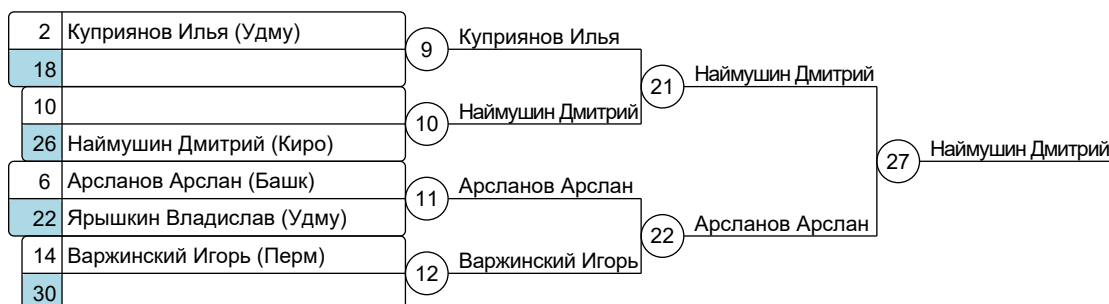 2 Куприянов Илья (Удму)
18
9 Куприянов Илья
10
26 Наймушин Дмитрий (Киро)
10 Наймушин Дмитрий
21 Наймушин Дмитрий
6 Арсланов Арслан (Башк)
22 Ярышкин Владислав (Удму)
11 Арсланов Арслан
14 Варжинский Игорь (Перм)
30
12 Варжинский Игорь
22 Арсланов Арслан
27 Наймушин Дмитрий